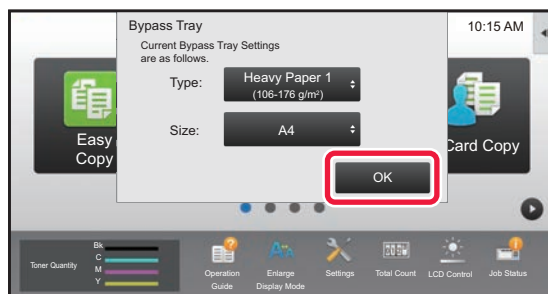 Bypass Tray
10:15 AM
Current Bypass Tray Settings
are as follows.
Type:
Heavy Paper 1
(106-176 g/m²)
Size:
A4
Easy
Copy
Card Copy
OK
Toner Quantity
Bk
C
M
Y
Operation
Guide
Enlarge
Display Mode
Settings
Total Count
LCD Control
Job Status